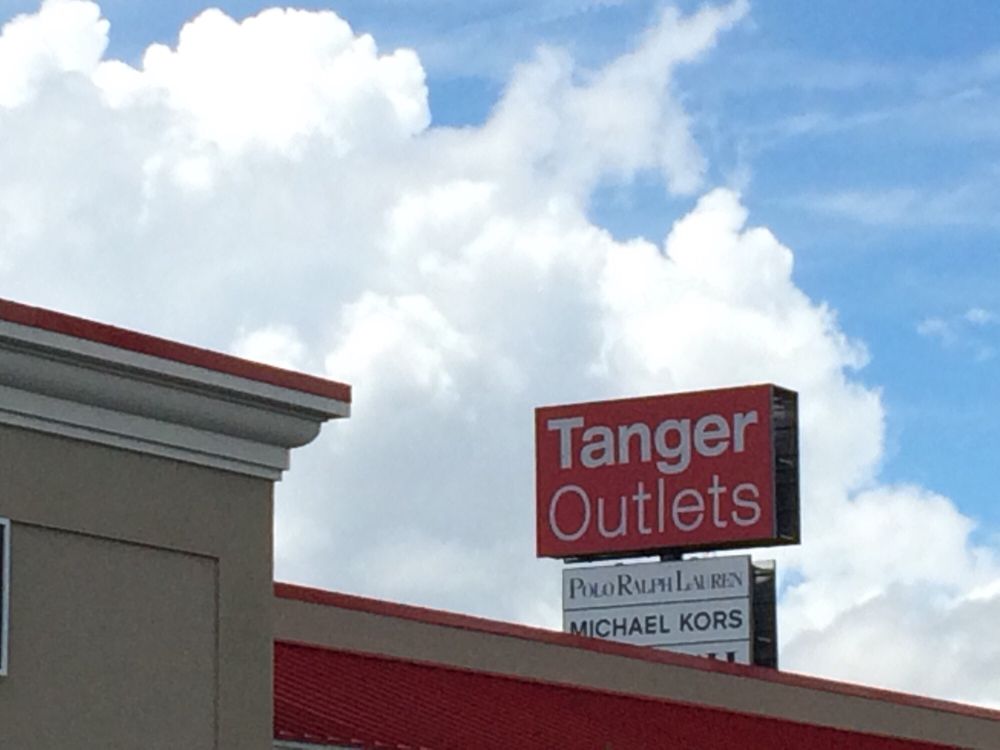 Tanger
Outlets
POLO RALPH LAUREN
MICHAEL KORS